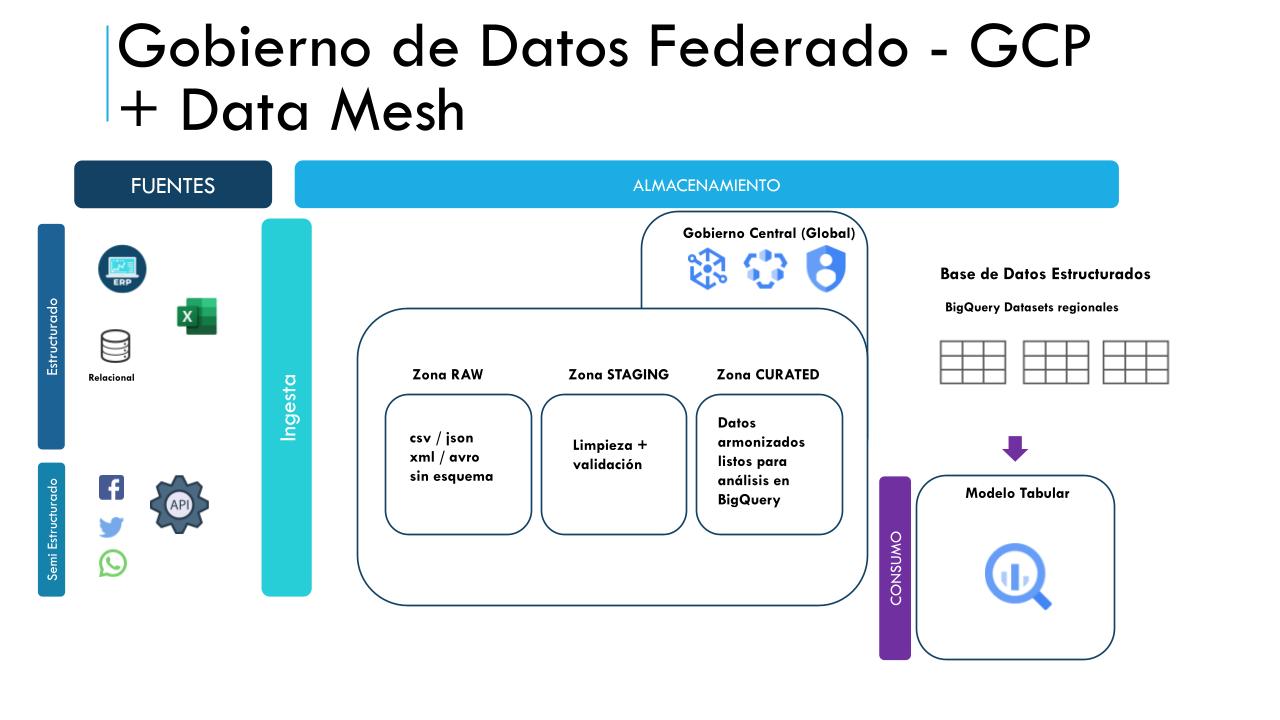 Gobierno de Datos Federado - GCP
+ Data Mesh
FUENTES
ALMACENAMIENTO
Estructurado
ERP
X
Relacional
Semi Estructurado
API
Ingesta
Gobierno Central (Global)
Zona RAW
csv / json
xml / avro
sin esquema
Zona STAGING
Limpieza +
validación
Zona CURATED
Datos
armonizados
listos para
análisis en
BigQuery
Base de Datos Estructurados
BigQuery Datasets regionales
CONSUMO
Modelo Tabular